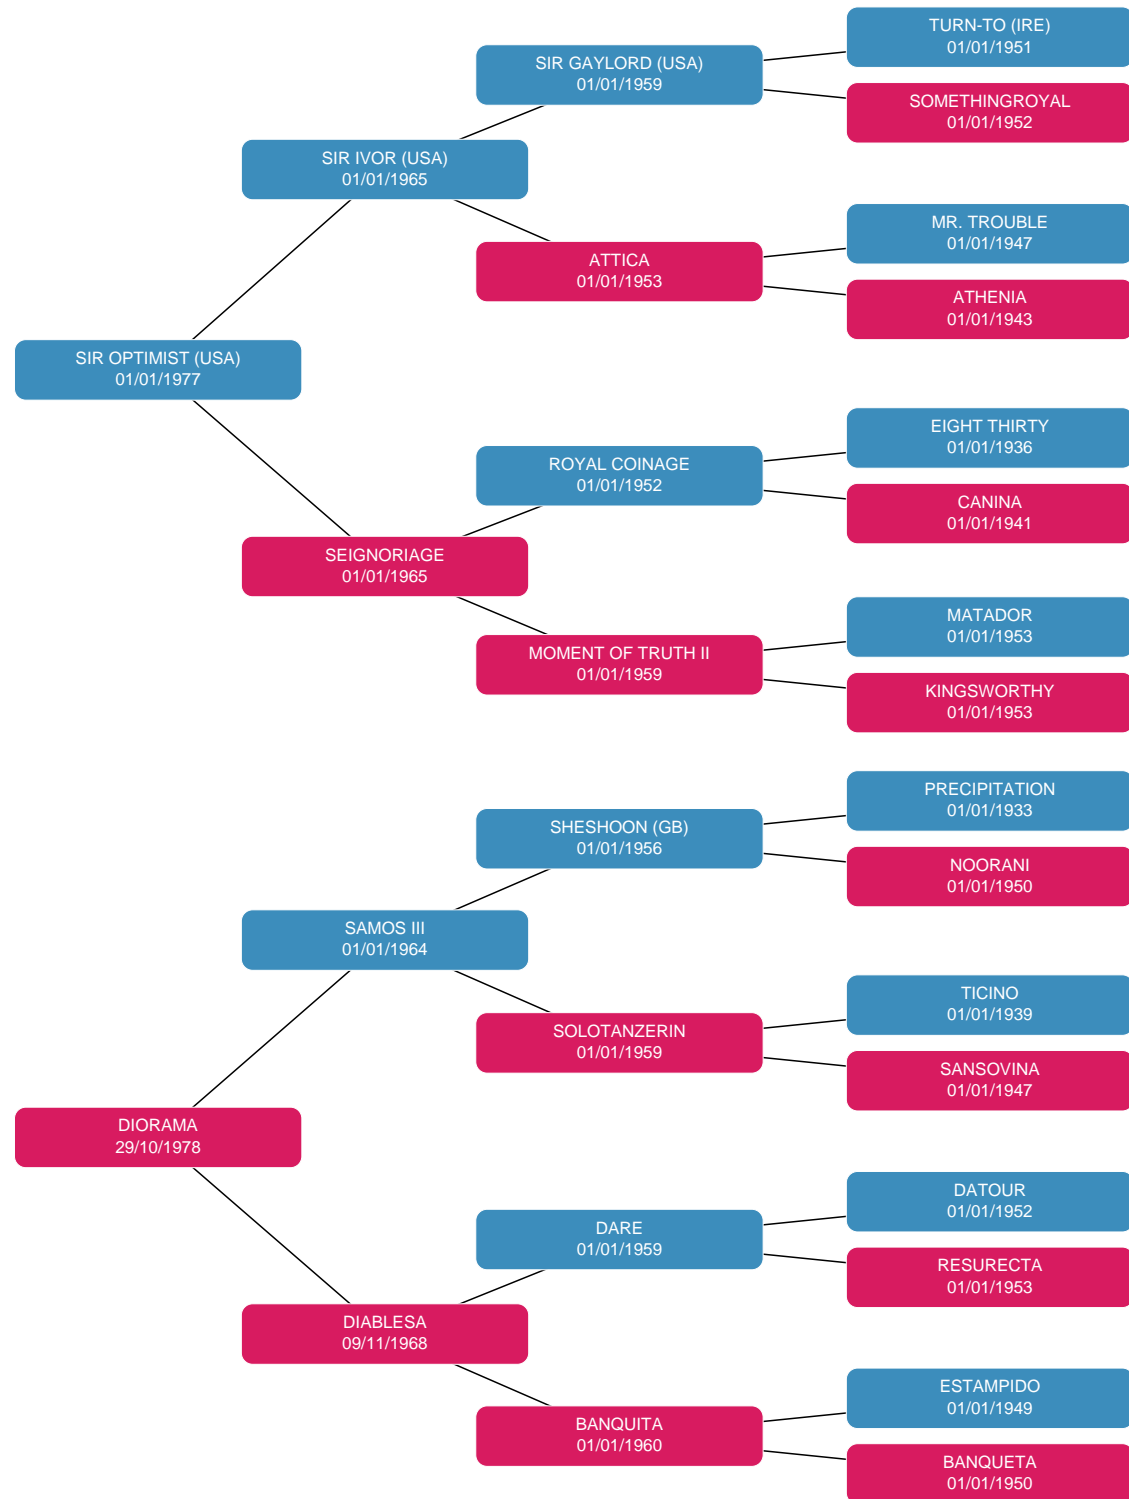 TURN-TO (IRE)
01/01/1951
SIR GAYLORD (USA)
01/01/1959
SOMETHINGROYAL
01/01/1952
SIR IVOR (USA)
01/01/1965
MR. TROUBLE
01/01/1947
ATTICA
01/01/1953
ATHENIA
01/01/1943
SIR OPTIMIST (USA)
01/01/1977
EIGHT THIRTY
01/01/1936
ROYAL COINAGE
01/01/1952
CANINA
01/01/1941
SEIGNORIAGE
01/01/1965
MATADOR
01/01/1953
MOMENT OF TRUTH II
01/01/1959
KINGSWORTHY
01/01/1953
PRECIPITATION
01/01/1933
SHESHOON (GB)
01/01/1956
NOORANI
01/01/1950
SAMOS III
01/01/1964
TICINO
01/01/1939
SOLOTANZERIN
01/01/1959
SANSOVINA
01/01/1947
DIORAMA
29/10/1978
DATOUR
01/01/1952
DARE
01/01/1959
RESURECTA
01/01/1953
DIABLESA
09/11/1968
ESTAMPIDO
01/01/1949
BANQUITA
01/01/1960
BANQUETA
01/01/1950